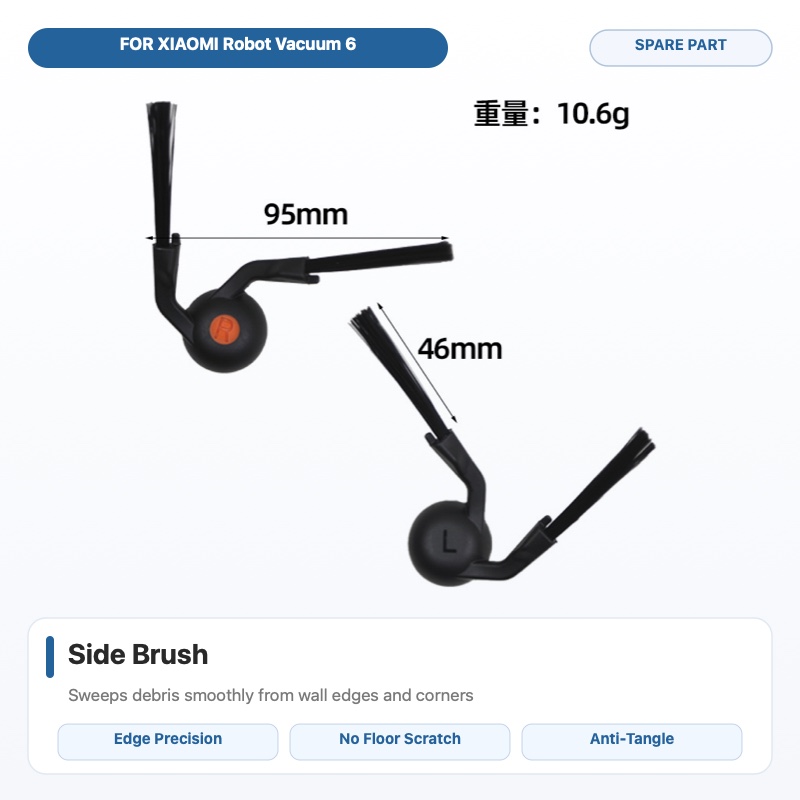 FOR XIAOMI Robot Vacuum 6
SPARE PART
重量：10.6g
95mm
R
46mm
L
Side Brush
Sweeps debris smoothly from wall edges and corners
Edge Precision
No Floor Scratch
Anti-Tangle